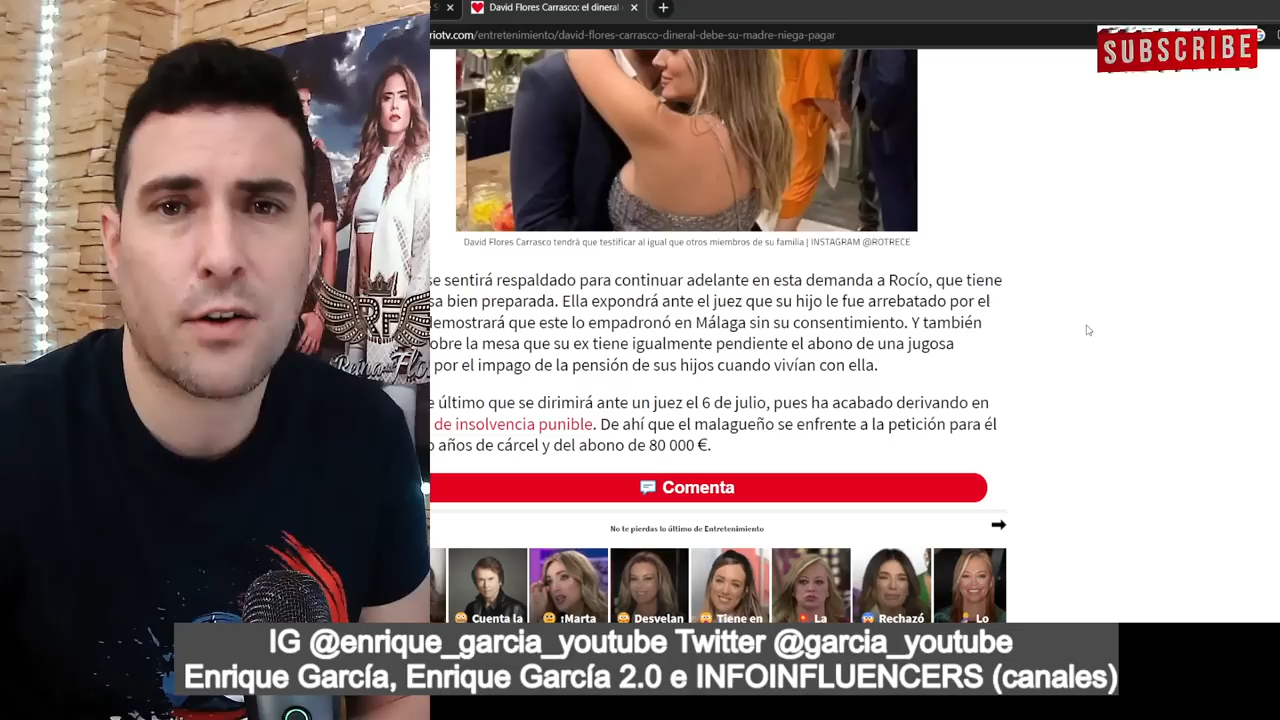 David Flores Carrasco: el dineral
riotv.com/entretenimiento/david-flores-carrasco-dineral-debe-su-madre-niega-pagar
SUBSCRIBE
David Flores Carrasco tendrá que testificar al igual que otros miembros de su familia | INSTAGRAM @ROTRECE
se sentirá respaldado para continuar adelante en esta demanda a Rocío, que tiene
sa bien preparada. Ella expondrá ante el juez que su hijo le fue arrebatado por el
demostrará que este lo empadronó en Málaga sin su consentimiento. Y también
obre la mesa que su ex tiene igualmente pendiente el abono de una jugosa
por el impago de la pensión de sus hijos cuando vivían con ella.
e último que se dirimirá ante un juez el 6 de julio, pues ha acabado derivando en
de insolvencia punible. De ahí que el malagueño se enfrente a la petición para él
o años de cárcel y del abono de 80 000 €.
Comenta
No te pierdas lo último de Entretenimiento
Cuenta la
¡Marta
Desvelan
Tiene en
La
Rechazó
Lo
RF
IG @enrique_garcia_youtube Twitter @garcia_youtube
Enrique García, Enrique García 2.0 e INFOINFLUENCERS (canales)